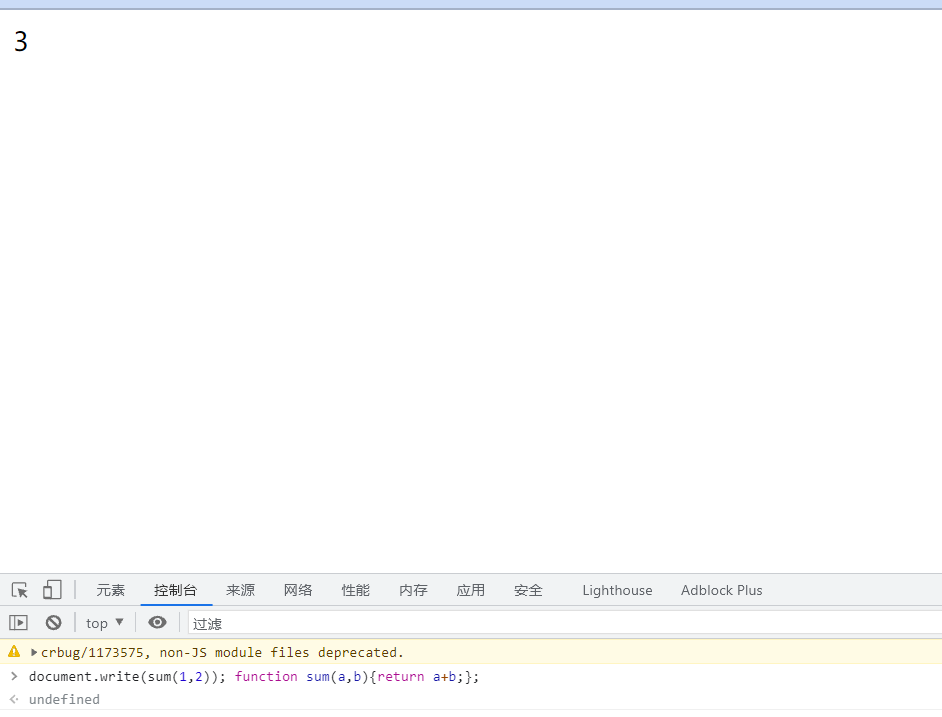 3
元素 控制台 来源 网络 性能 内存 应用 安全 Lighthouse Adblock Plus
top ▼ 过滤
crbug/1173575, non-JS module files deprecated.
> document.write(sum(1,2)); function sum(a,b){return a+b;};
undefined